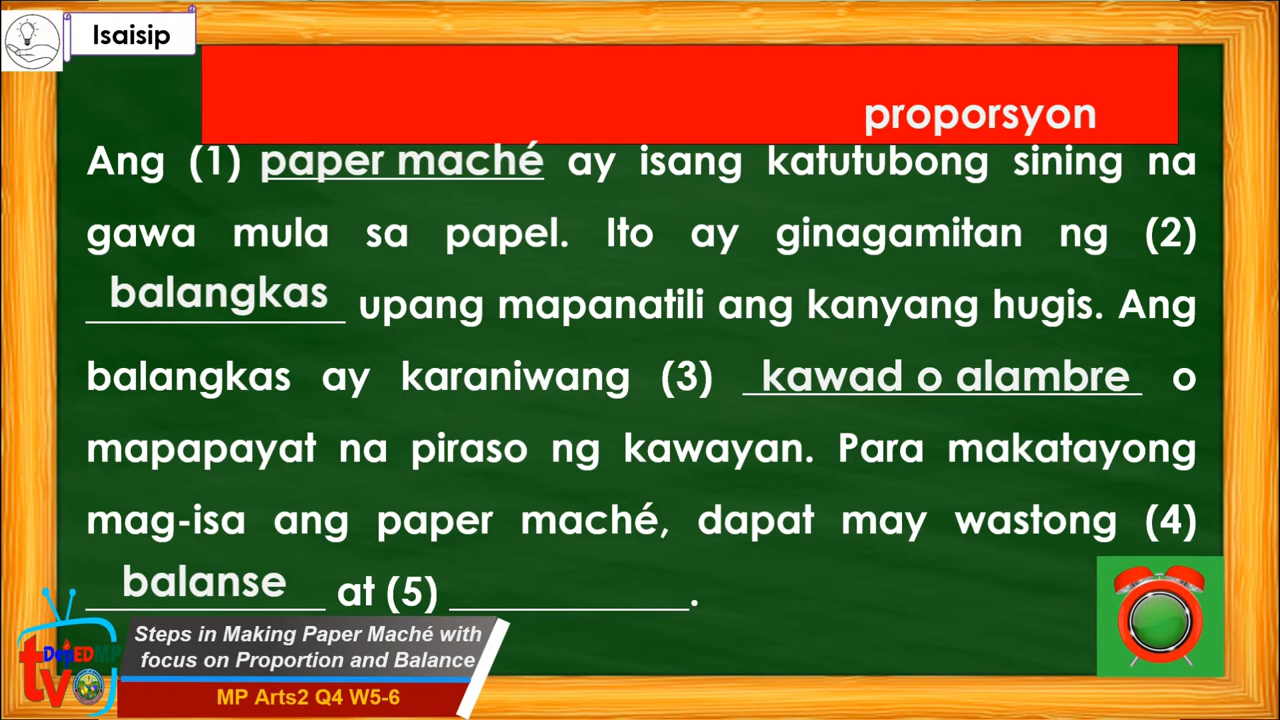 Isaisip
proporsyon
Ang (1) paper maché ay isang katutubong sining na
gawa mula sa papel. Ito ay ginagamitan ng (2)
balangkas upang mapanatili ang kanyang hugis. Ang
balangkas ay karaniwang (3) kawad o alambre o
mapapayat na piraso ng kawayan. Para makatayong
mag-isa ang paper maché, dapat may wastong (4)
balanse at (5) ____________.
Steps in Making Paper Maché with
focus on Proportion and Balance
MP Arts2 Q4 W5-6
DepEDMP
tv